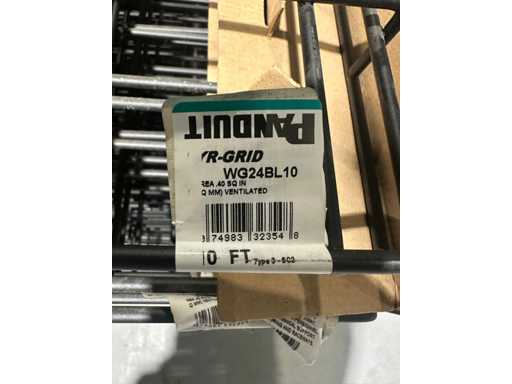 PANDUIT
YR-GRID
WG24BL10
REA .40 SQ IN
Q MM) VENTILATED
74983 32354 8
0 FT Type 3 - SC2